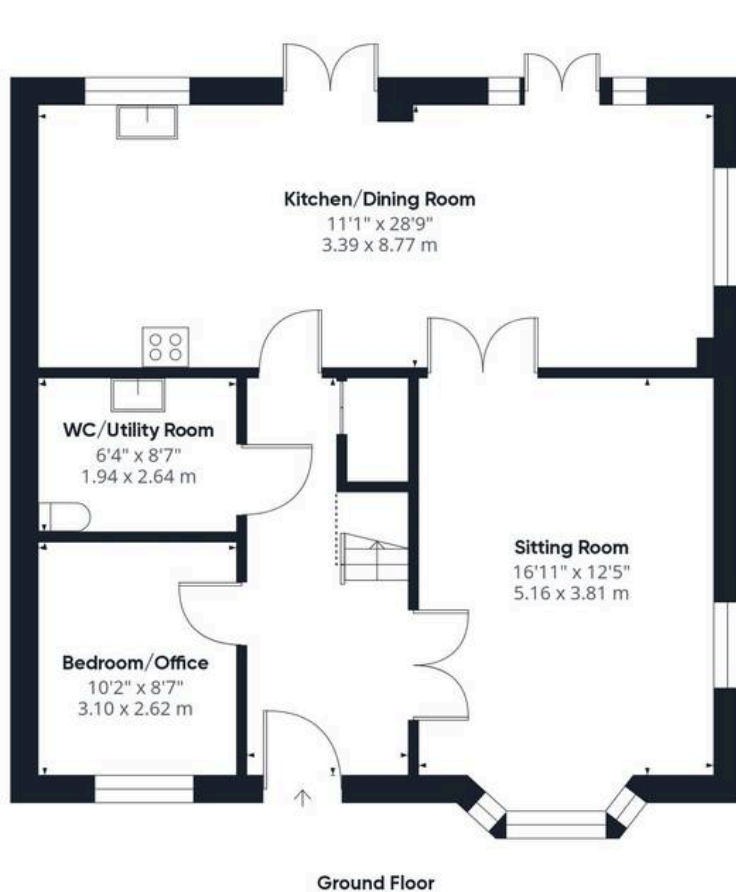 Kitchen/Dining Room
11'1" x 28'9"
3.39 x 8.77 m
WC/Utility Room
6'4" x 8'7"
1.94 x 2.64 m
Sitting Room
16'11" x 12'5"
5.16 x 3.81 m
Bedroom/Office
10'2" x 8'7"
3.10 x 2.62 m
Ground Floor